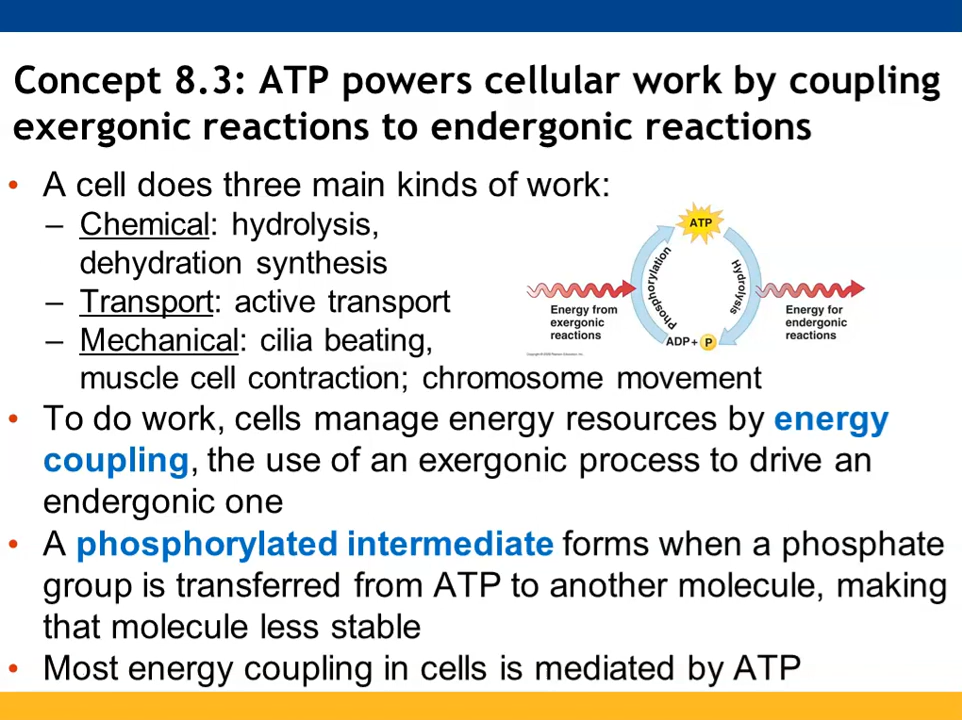 Concept 8.3: ATP powers cellular work by coupling
exergonic reactions to endergonic reactions
• A cell does three main kinds of work:
– Chemical: hydrolysis,
dehydration synthesis
– Transport: active transport
– Mechanical: cilia beating,
muscle cell contraction; chromosome movement
ATP
Phosphorylation
Hydrolysis
Energy from
exergonic
reactions
Energy for
endergonic
reactions
ADP + P
• To do work, cells manage energy resources by energy
coupling, the use of an exergonic process to drive an
endergonic one
• A phosphorylated intermediate forms when a phosphate
group is transferred from ATP to another molecule, making
that molecule less stable
• Most energy coupling in cells is mediated by ATP